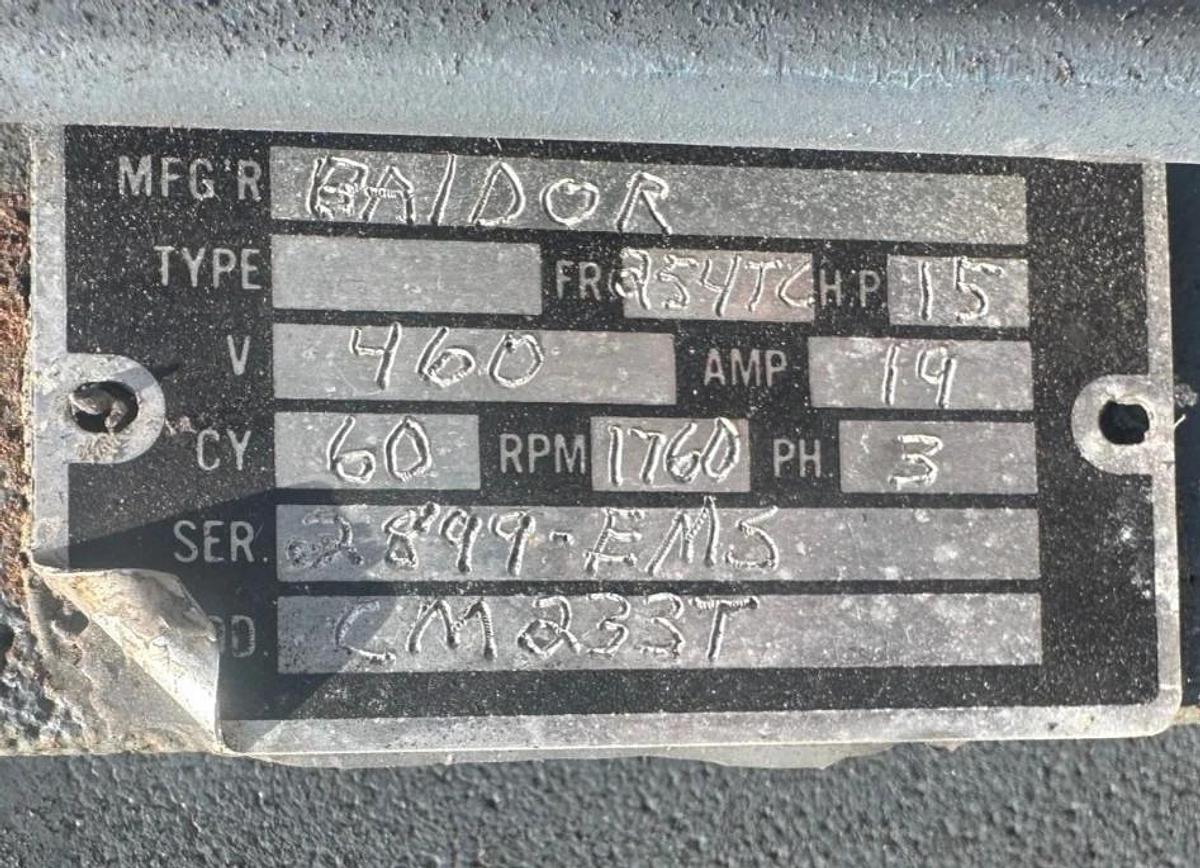 MFG'R BAlDOR
TYPE FR 254TC H.P. 15
V 460 AMP 19
CY. 60 RPM 1760 PH 3
SER. 2899-EMS
OD. CM233T